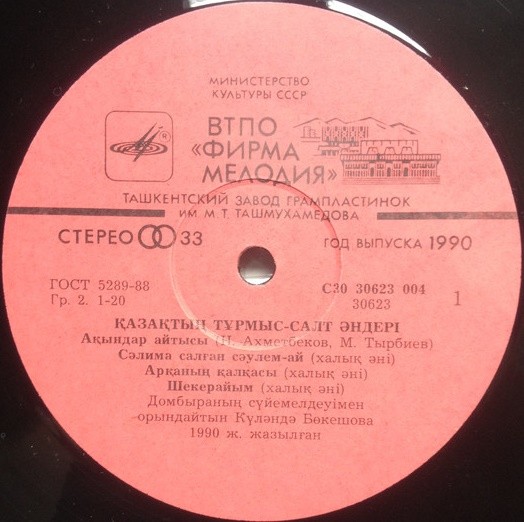 МИНИСТЕРСТВО
КУЛЬТУРЫ СССР
ВТПО
«ФИРМА
МЕЛОДИЯ»
ТАШКЕНТСКИЙ ЗАВОД ГРАМПЛАСТИНОК
ИМ. М. Т. ТАШМУХАМЕДОВА
СТЕРЕО 33
ГОД ВЫПУСКА 1990
ГОСТ 5289-88
Гр. 2. 1-20
С20 30623 004
30623
1
ҚАЗАҚТЫҢ ТҰРМЫС-САЛТ ӘНДЕРІ
Ақындар айтысы Ахметбеков, М. Тырбиев)
Сәлима салған сәулем-ай (халық әні)
Арқаның қалқасы (халық әні)
Шекерайым (халық әні)
Домбыраның сүйемелдеуімен
орындайтын Күләндә Бөкешова
1990 ж. жазылған